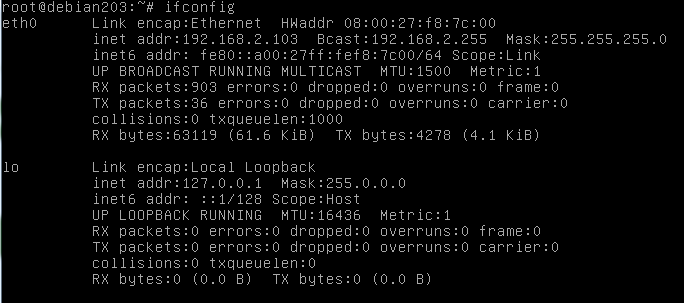 root@debian203:~# ifconfig
eth0 Link encap:Ethernet HWaddr 08:00:27:f8:7c:00
inet addr:192.168.2.103 Bcast:192.168.2.255 Mask:255.255.255.0
inet6 addr: fe80::a00:27ff:fef8:7c00/64 Scope:Link
UP BROADCAST RUNNING MULTICAST MTU:1500 Metric:1
RX packets:903 errors:0 dropped:0 overruns:0 frame:0
TX packets:36 errors:0 dropped:0 overruns:0 carrier:0
collisions:0 txqueuelen:1000
RX bytes:63119 (61.6 KiB) TX bytes:4278 (4.1 KiB)
lo Link encap:Local Loopback
inet addr:127.0.0.1 Mask:255.0.0.0
inet6 addr: ::1/128 Scope:Host
UP LOOPBACK RUNNING MTU:16436 Metric:1
RX packets:0 errors:0 dropped:0 overruns:0 frame:0
TX packets:0 errors:0 dropped:0 overruns:0 carrier:0
collisions:0 txqueuelen:0
RX bytes:0 (0.0 B) TX bytes:0 (0.0 B)